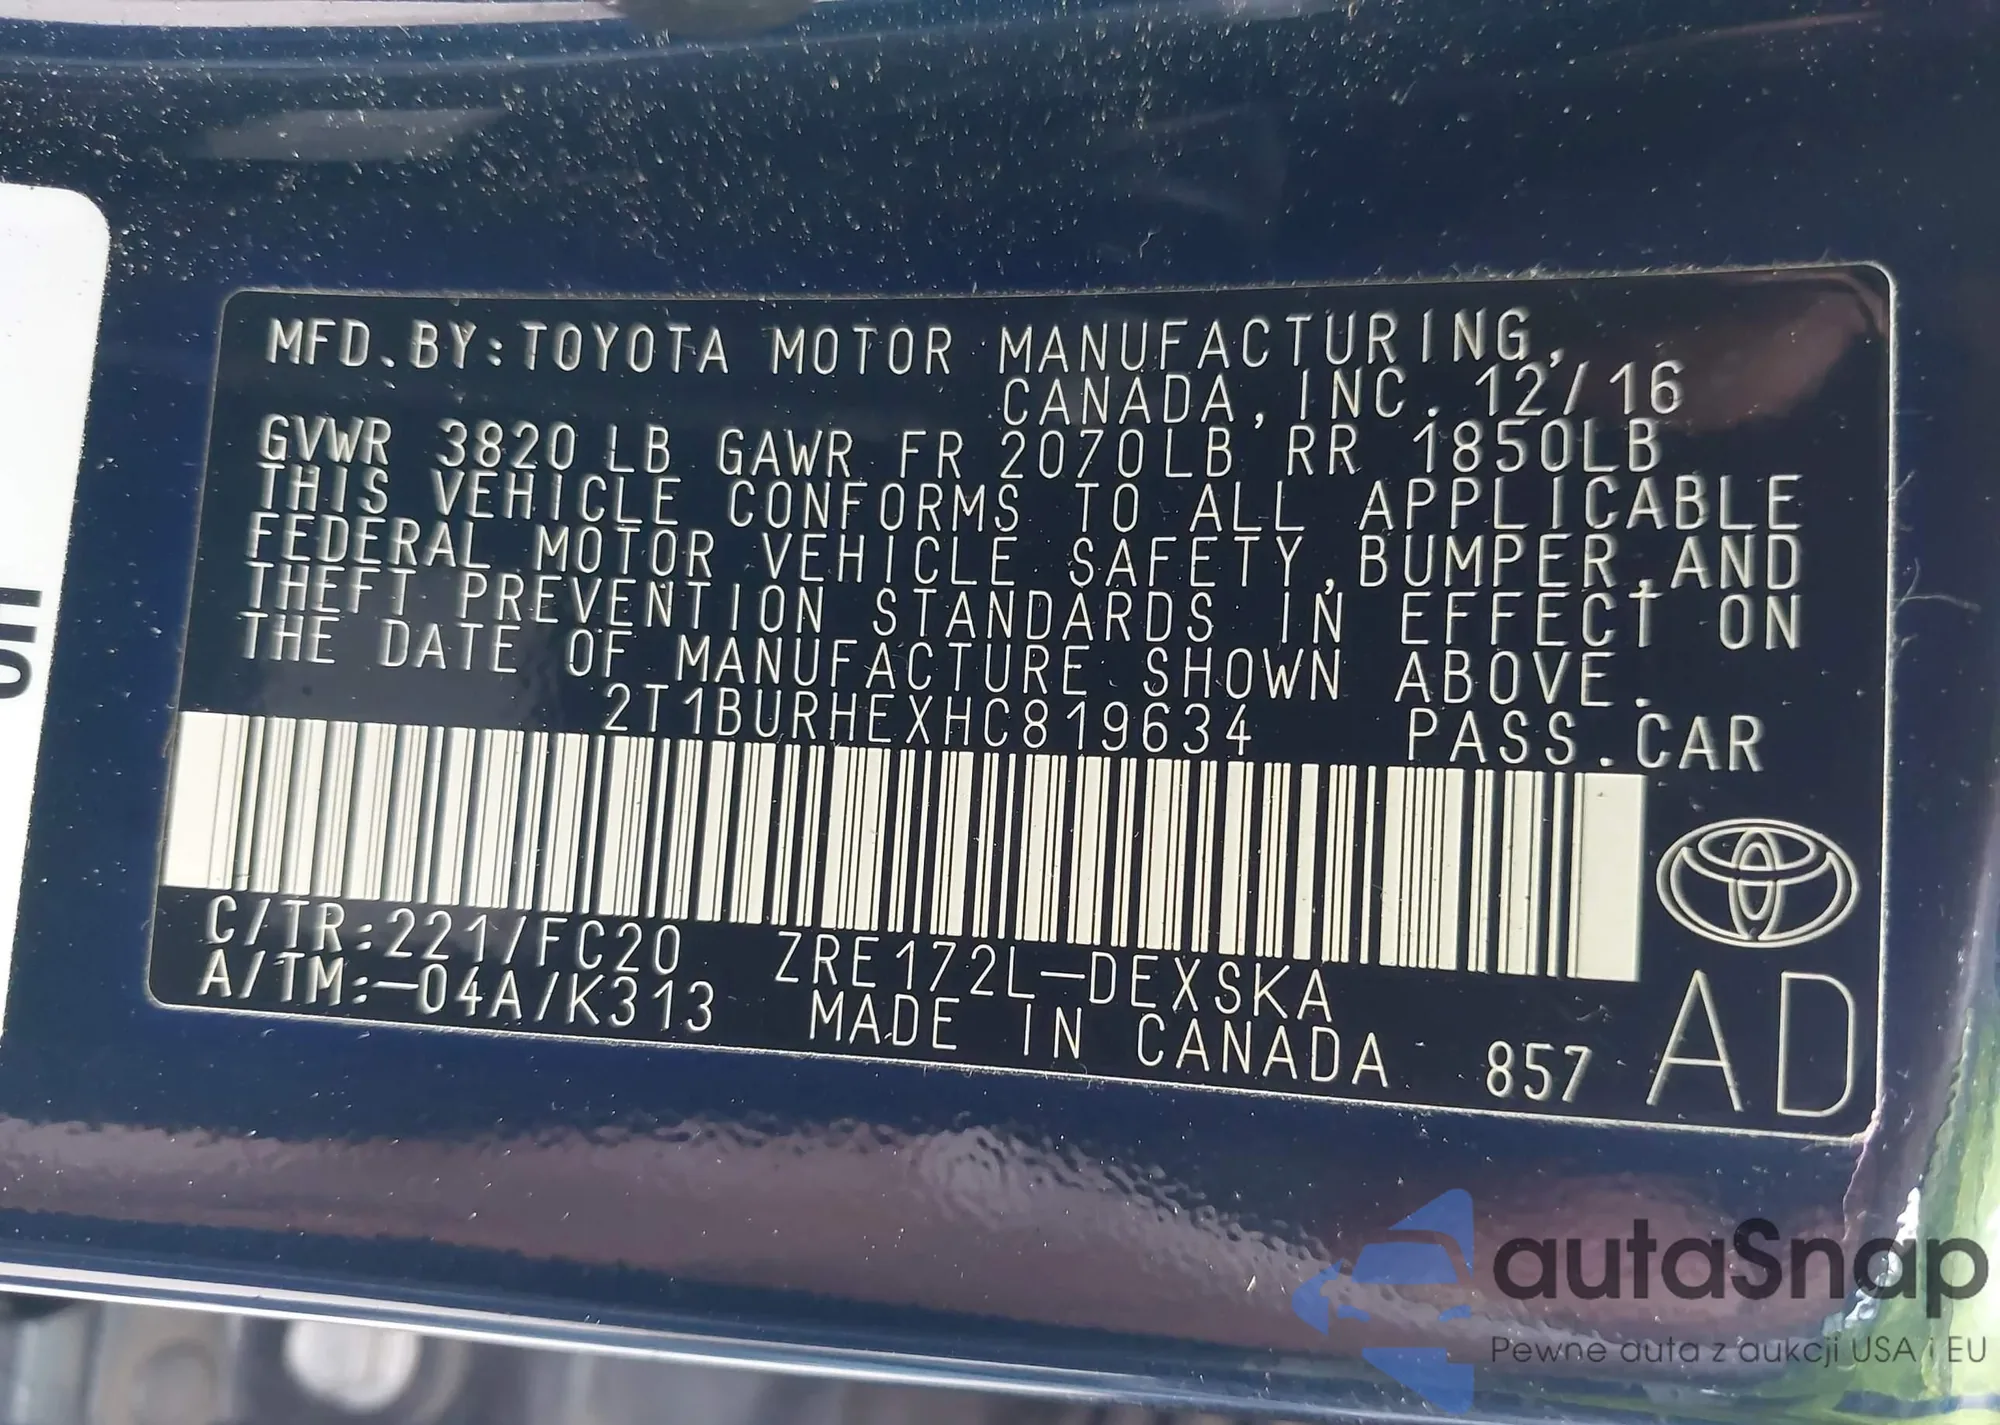 MFD.BY:TOYOTA MOTOR MANUFACTURING,
CANADA,INC. 12/16
GVWR 3820LB GAWR FR 2070LB RR 1850LB
THIS VEHICLE CONFORMS TO ALL APPLICABLE
FEDERAL MOTOR VEHICLE SAFETY,BUMPER,AND
THEFT PREVENTION STANDARDS IN EFFECT ON
THE DATE OF MANUFACTURE SHOWN ABOVE.
2T1BURHEXHC819634 PASS.CAR
C/TR:221/FC20 ZRE172L-DEXSKA
A/TM:-04A/K313 MADE IN CANADA 857 AD
autaSnap
Pewne auta z aukcji USA i EU